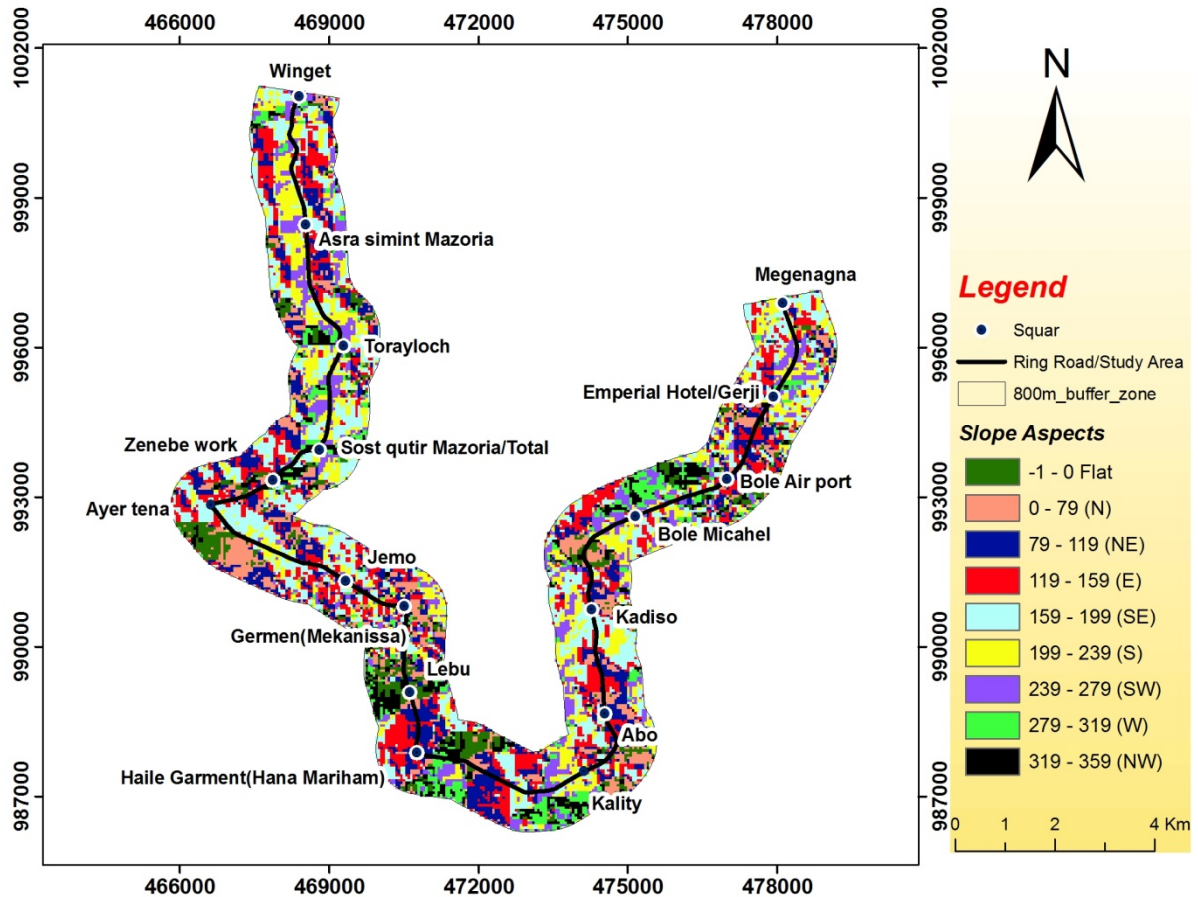 466000 469000 472000 475000 478000
1002000
1002000
999000
999000
996000
996000
993000
993000
990000
990000
987000
987000
Winget
Asra simint Mazoria
Megenagna
Torayloch
Emperial Hotel/Gerji
Zenebe work
Sost qutir Mazoria/Total
Bole Air port
Ayer tena
Bole Micahel
Jemo
Kadiso
Germen(Mekanissa)
Lebu
Abo
Haile Garment(Hana Mariham)
Kality
466000 469000 472000 475000 478000
N
Legend
Squar
Ring Road/Study Area
800m_buffer_zone
Slope Aspects
-1 - 0 Flat
0 - 79 (N)
79 - 119 (NE)
119 - 159 (E)
159 - 199 (SE)
199 - 239 (S)
239 - 279 (SW)
279 - 319 (W)
319 - 359 (NW)
0 1 2 4 Km